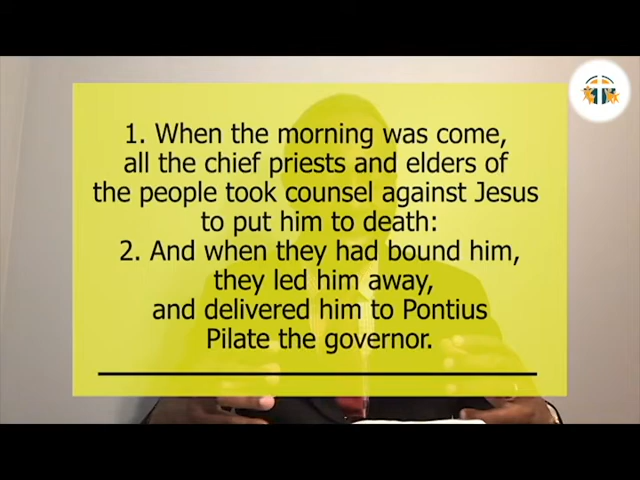 1. When the morning was come,
all the chief priests and elders of
the people took counsel against Jesus
to put him to death:
2. And when they had bound him,
they led him away,
and delivered him to Pontius
Pilate the governor.